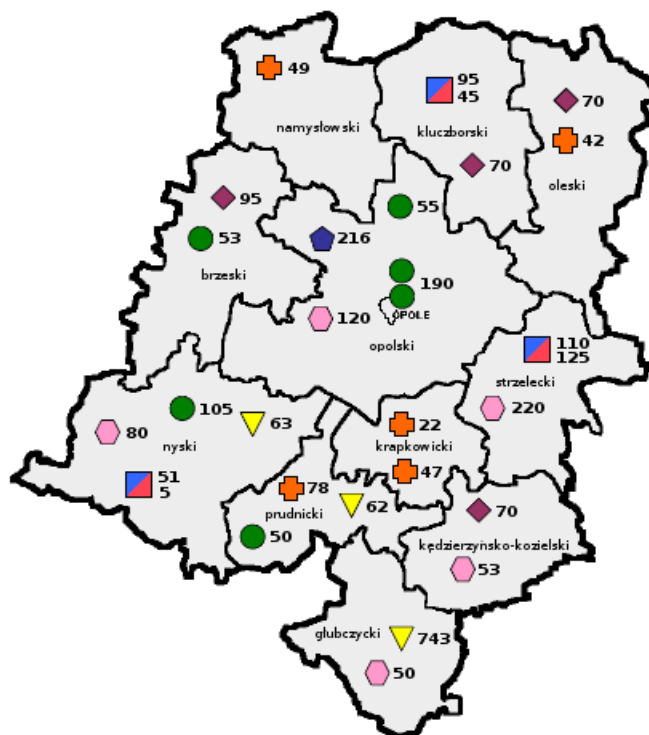 49
namysłowski
95
45
kluczborski
70
70
42
oleski
95
53
brzeski
55
216
190
120
OPOLE
opolski
110
125
strzelecki
220
105
63
80
nyski
51
5
22
krapkowicki
47
78
prudnicki
62
50
70
kędzierzyńsko-kozielski
53
głubczycki
743
50